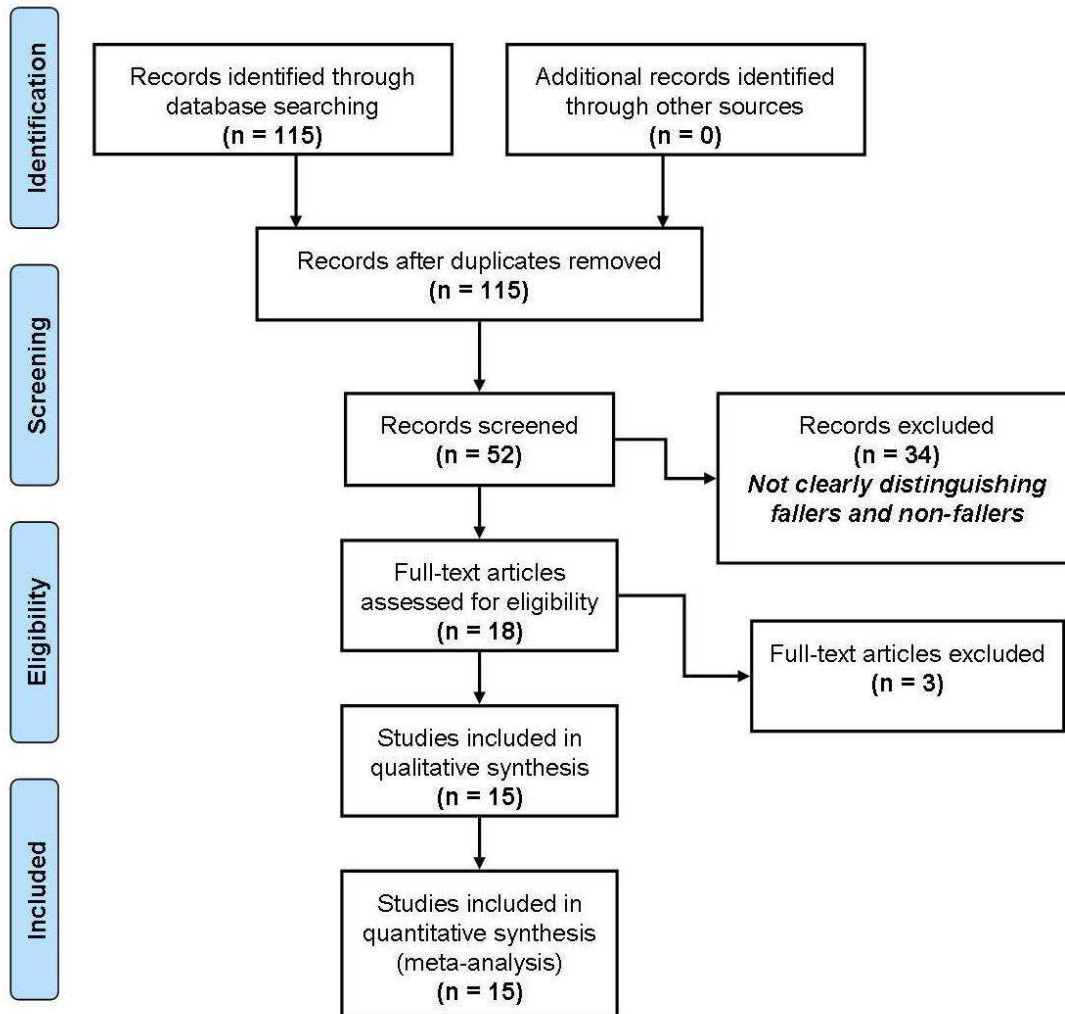 Identification
Records identified through
database searching
(n = 115)
Additional records identified
through other sources
(n = 0)
Records after duplicates removed
(n = 115)
Screening
Records screened
(n = 52)
Records excluded
(n = 34)
Not clearly distinguishing
fallers and non-fallers
Eligibility
Full-text articles
assessed for eligibility
(n = 18)
Full-text articles excluded
(n = 3)
Studies included in
qualitative synthesis
(n = 15)
Included
Studies included in
quantitative synthesis
(meta-analysis)
(n = 15)